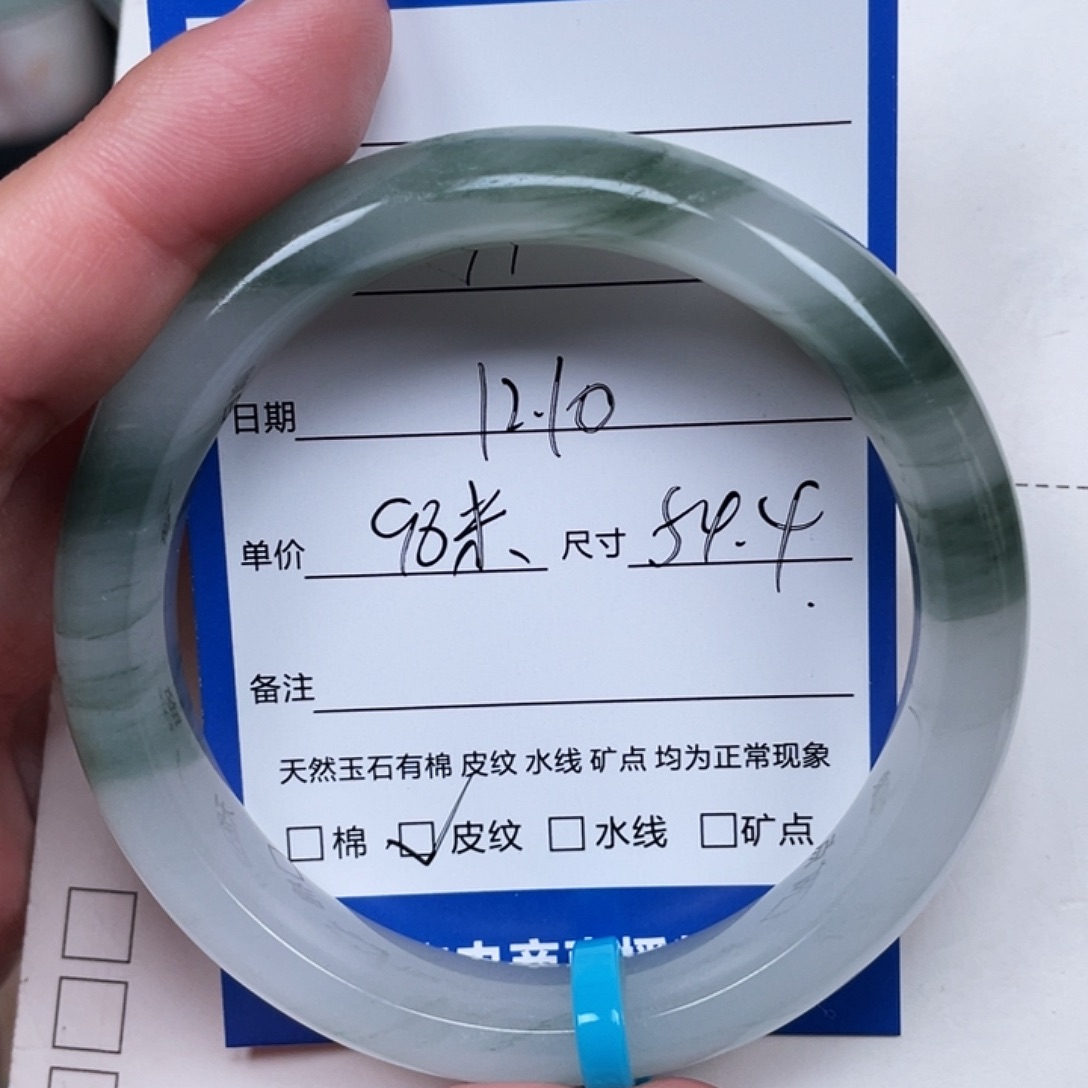 日期 12.10
单价 98米、 尺寸 54.4.
备注
天然玉石有棉 皮纹 水线 矿点 均为正常现象
□棉 ☑皮纹 □水线 □矿点